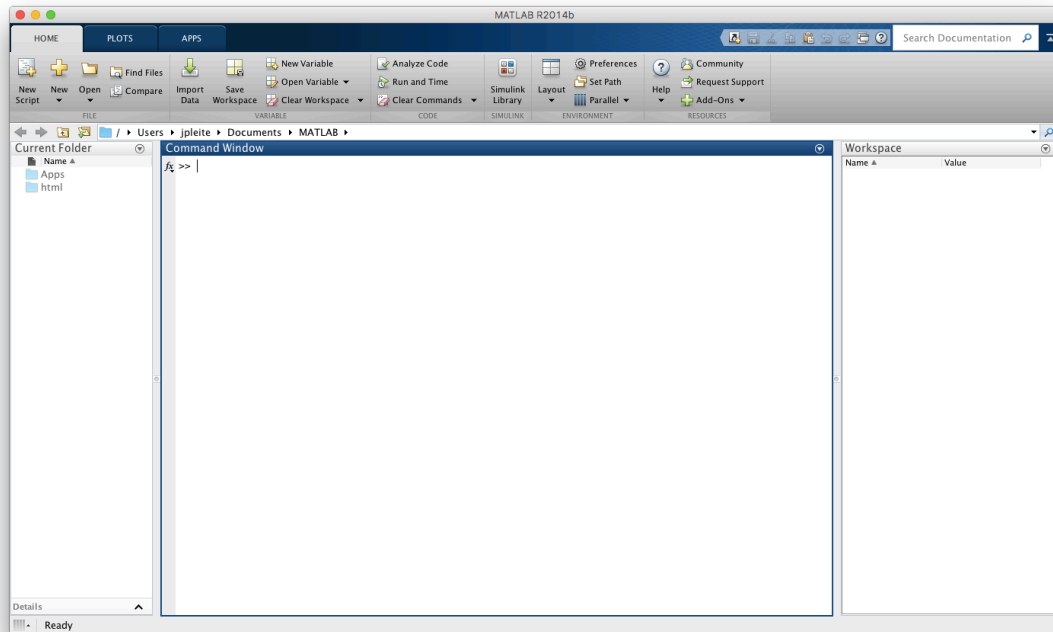 MATLAB R2014b
HOME PLOTS APPS
Search Documentation
New Script
New
Open
Find Files
Compare
FILE
Import Data
Save Workspace
New Variable
Open Variable
Clear Workspace
VARIABLE
Analyze Code
Run and Time
Clear Commands
CODE
Simulink Library
SIMULINK
Layout
Preferences
Set Path
Parallel
ENVIRONMENT
Help
Community
Request Support
Add-Ons
RESOURCES
/ Users jpleite Documents MATLAB
Current Folder
Name
Apps
html
Details
Command Window
fx >>
Workspace
Name Value
Ready